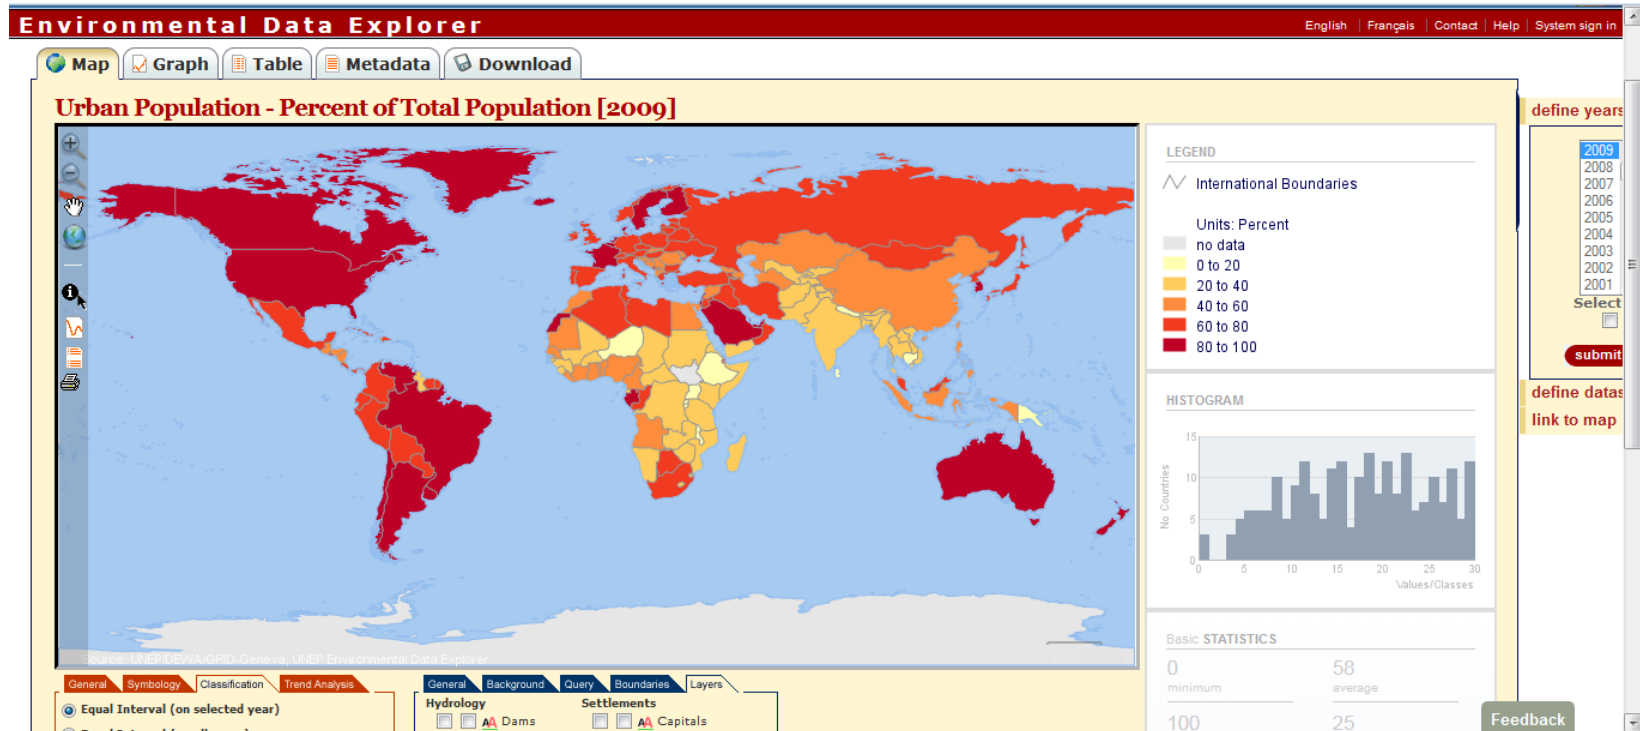 Environmental Data Explorer
English | Français | Contact | Help | System sign in
Map Graph Table Metadata Download
Urban Population - Percent of Total Population [2009]
LEGEND
International Boundaries
Units: Percent
no data
0 to 20
20 to 40
40 to 60
60 to 80
80 to 100
HISTOGRAM
No Countries
15
10
5
0
0 5 10 15 20 25 30
Values/Classes
Basic STATISTICS
0 58
minimum average
100 25
define years
2009
2008
2007
2006
2005
2004
2003
2002
2001
Select
submit
define datas
link to map
Source: UNEP/DEWA/GRID-Geneva, UNEP Environmental Data Explorer
General Symbology Classification Trend Analysis
Equal Interval (on selected year)
General Background Query Boundaries Layers
Hydrology Settlements
AA Dams AA Capitals
Feedback